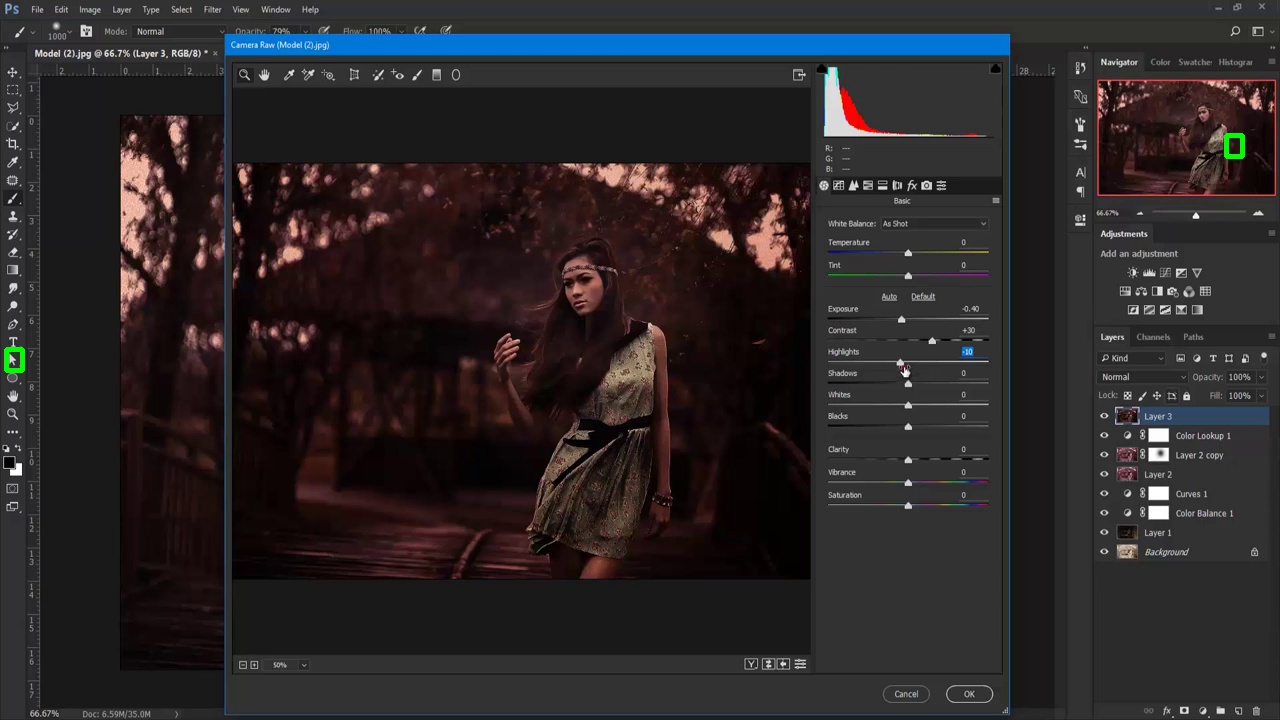 Ps File Edit Image Layer Type Select Filter View Window Help
1000 Mode: Normal Opacity: 79% Flow: 100%
Camera Raw (Model (2).jpg)
Model (2).jpg @ 66.7% (Layer 3, RGB/8) * ×
Navigator Color Swatches Histogram
R: ---
G: ---
B: ---
Basic
White Balance: As Shot
Temperature 0
Tint 0
Auto Default
Exposure -0.40
Contrast +30
Highlights -10
Shadows 0
Whites 0
Blacks 0
Clarity 0
Vibrance 0
Saturation 0
50%
Cancel OK
66.67%
Adjustments
Add an adjustment
Layers Channels Paths
Kind
Normal Opacity: 100%
Lock: Fill: 100%
Layer 3
Color Lookup 1
Layer 2 copy
Layer 2
Curves 1
Color Balance 1
Layer 1
Background
66.67% Doc: 6.59M/35.0M